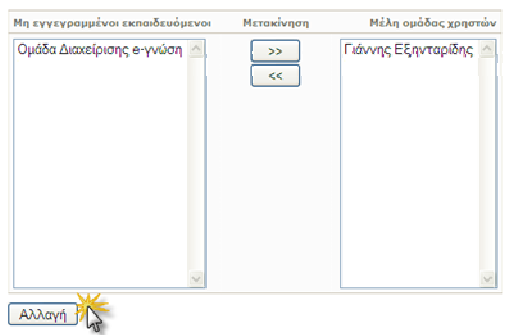 Μη εγγεγραμμένοι εκπαιδευόμενοι Μετακίνηση Μέλη ομάδας χρηστών
Ομάδα Διαχείρισης e-γνώση >> Γιάννης Εξηνταρίδης
<<
Αλλαγή